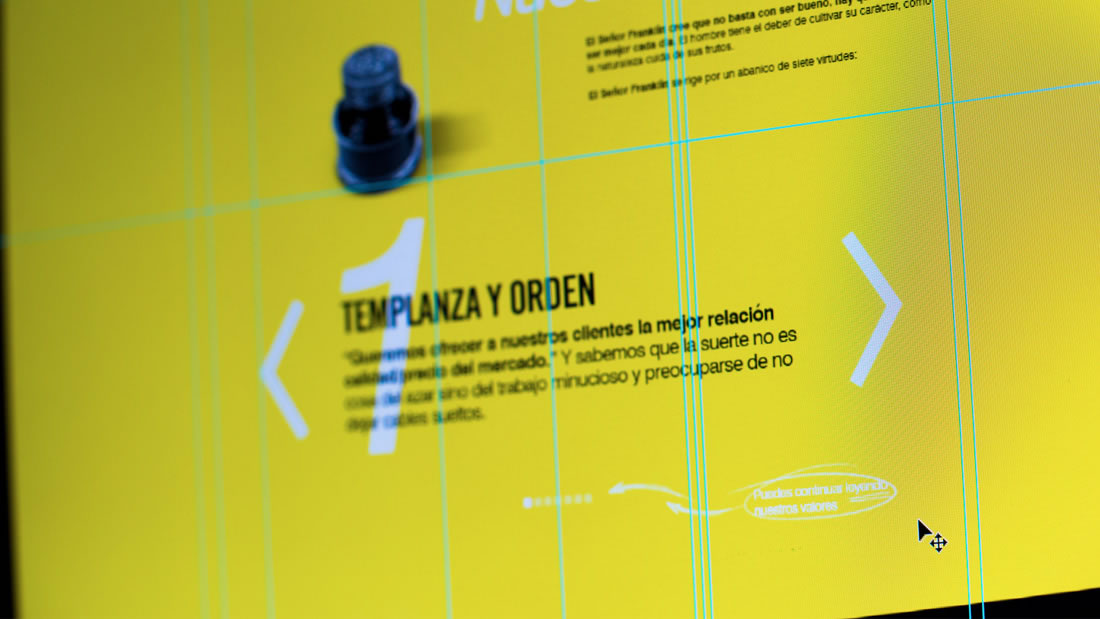 El Señor Franklin cree que no basta con ser bueno, hay
ser mejor cada día. El hombre tiene el deber de cultivar su carácter, como
la naturaleza cuida de sus frutos.
El Señor Franklin se rige por un abanico de siete virtudes:
1
TEMPLANZA Y ORDEN
"Queremos ofrecer a nuestros clientes la mejor relación
calidad/precio del mercado." Y sabemos que la suerte no es
cosa del azar sino del trabajo minucioso y preocuparse de no
dejar cables sueltos.
Puedes continuar leyendo
nuestros valores